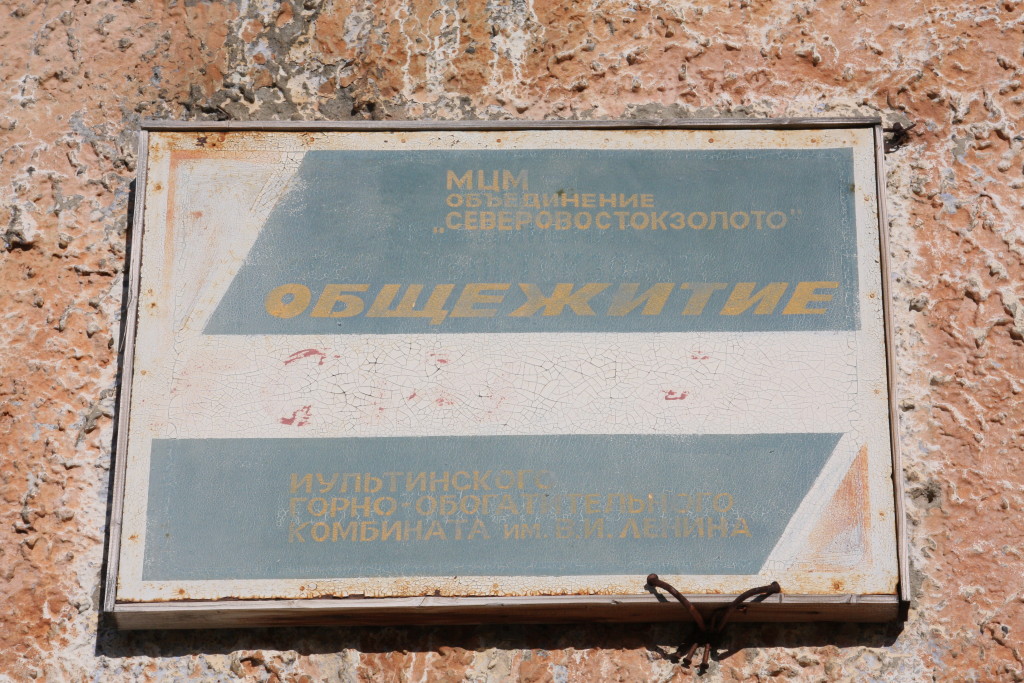 МЦМ
ОБЪЕДИНЕНИЕ
„СЕВЕРОВОСТОКЗОЛОТО"
ОБЩЕЖИТИЕ
ИУЛЬТИНСКОГО
ГОРНО-ОБОГАТИТЕЛЬНОГО
КОМБИНАТА ИМ. В.И. ЛЕНИНА